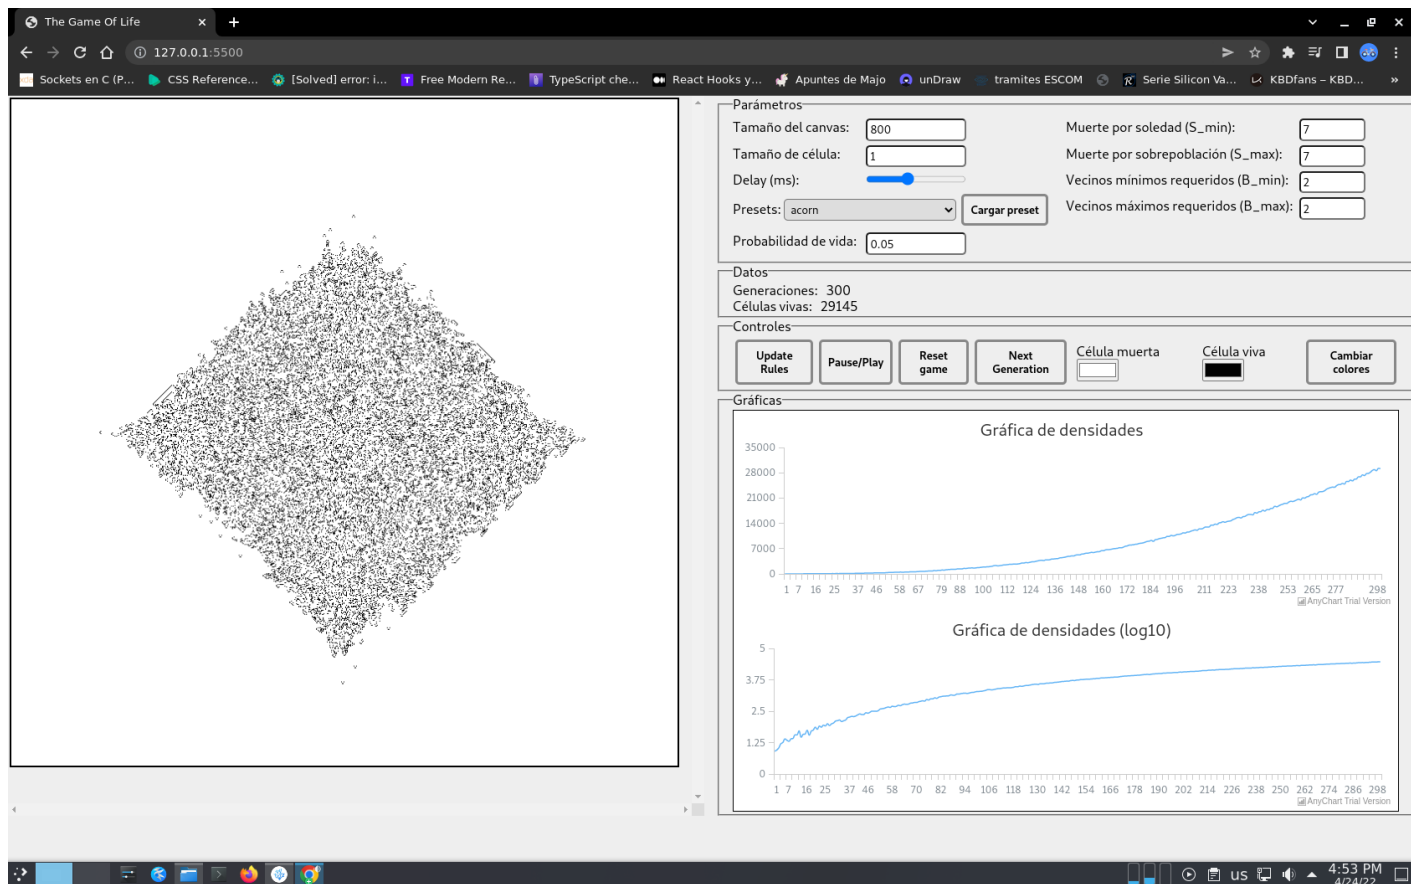 The Game Of Life
127.0.0.1:5500
Sockets en C (P...
CSS Reference...
[Solved] error: i...
Free Modern Re...
TypeScript che...
React Hooks y...
Apuntes de Majo
unDraw
tramites ESCOM
Serie Silicon Va...
KBDfans – KBD...
»
Parámetros
Tamaño del canvas: 800
Muerte por soledad (S_min): 7
Tamaño de célula: 1
Muerte por sobrepoblación (S_max): 7
Delay (ms):
Vecinos mínimos requeridos (B_min): 2
Presets: acorn Cargar preset
Vecinos máximos requeridos (B_max): 2
Probabilidad de vida: 0.05
Datos
Generaciones: 300
Células vivas: 29145
Controles
Update Rules
Pause/Play
Reset game
Next Generation
Célula muerta
Célula viva
Cambiar colores
Gráficas
Gráfica de densidades
35000
28000
21000
14000
7000
0
1 7 16 25 37 46 58 67 79 88 100 112 124 136 148 160 172 184 196 211 223 238 253 265 277 298
AnyChart Trial Version
Gráfica de densidades (log10)
5
3.75
2.5
1.25
0
1 7 16 25 37 46 58 70 82 94 106 118 130 142 154 166 178 190 202 214 226 238 250 262 274 286 298
AnyChart Trial Version
us
4:53 PM
4/24/22